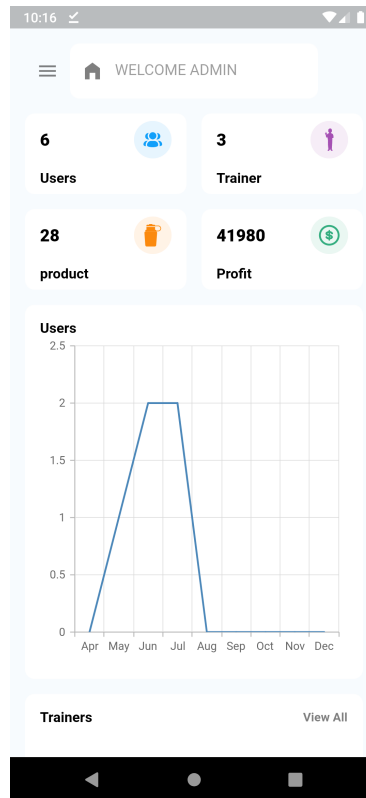 10:16
WELCOME ADMIN
6
Users
3
Trainer
28
product
41980
Profit
Users
2.5
2
1.5
1
0.5
0
Apr May Jun Jul Aug Sep Oct Nov Dec
Trainers View All